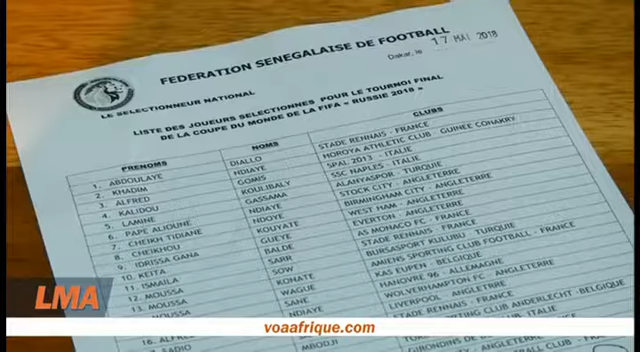 FEDERATION SENEGALAISE DE FOOTBALL
Dakar, le 17 MAI 2018
LE SELECTIONNEUR NATIONAL
LISTE DES JOUEURS SELECTIONNES POUR LE TOURNOI FINAL
DE LA COUPE DU MONDE DE LA FIFA « RUSSIE 2018 »
PRENOMS NOMS CLUBS
1. ABDOULAYE DIALLO STADE RENNAIS - FRANCE
2. KHADIM NDIAYE HOROYA ATHLETIC CLUB - GUINEE CONAKRY
3. ALFRED GOMIS SPAL 2013 - ITALIE
4. KALIDOU KOULIBALY SSC NAPLES - ITALIE
5. LAMINE GASSAMA ALANYASPOR - TURQUIE
6. PAPE ALIOUNE NDIAYE STOCK CITY - ANGLETERRE
7. CHEIKH TIDIANE NDOYE BIRMINGHAM CITY - ANGLETERRE
8. CHEIKHOU KOUYATE WEST HAM - ANGLETERRE
9. IDRISSA GANA GUEYE EVERTON - ANGLETERRE
10. KEITA BALDE AS MONACO FC - FRANCE
11. ISMAILA SARR STADE RENNAIS - FRANCE
12. MOUSSA SOW BURSASPOR KULUBU - TURQUIE
13. MOUSSA KONATE AMIENS SPORTING CLUB FOOTBALL - FRANCE
WAGUE KAS EUPEN - BELGIQUE
SANE HANOVRE 96 - ALLEMAGNE
16. ALFRED NDIAYE WOLVERHAMPTON FC - ANGLETERRE
SADIO LIVERPOOL - ANGLETERRE
MBODJI CLUB ANDERLECHT - BELGIQUE
GIRONDINS DE
LMA
voaafrique.com